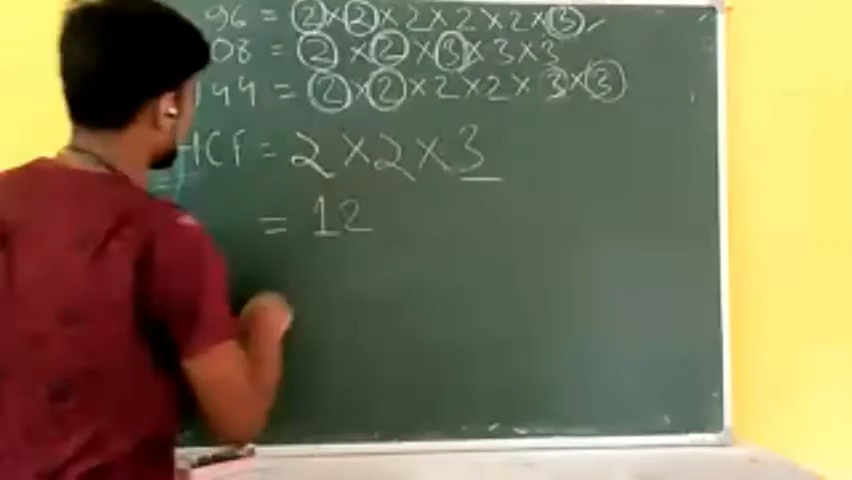 96 = 2×2×2×2×2×3
08 = 2×2×3×3×3
144 = 2×2×2×2×3×3
HCF = 2×2×3
= 12